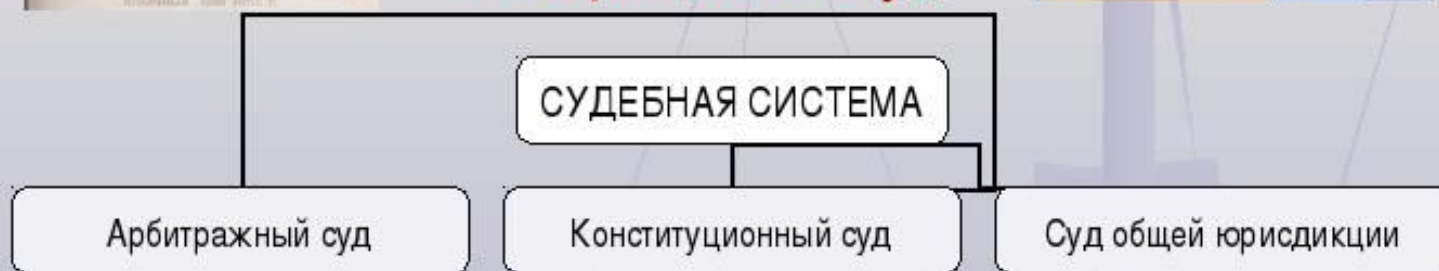 СУДЕБНАЯ СИСТЕМА
Арбитражный суд
Конституционный суд
Суд общей юрисдикции